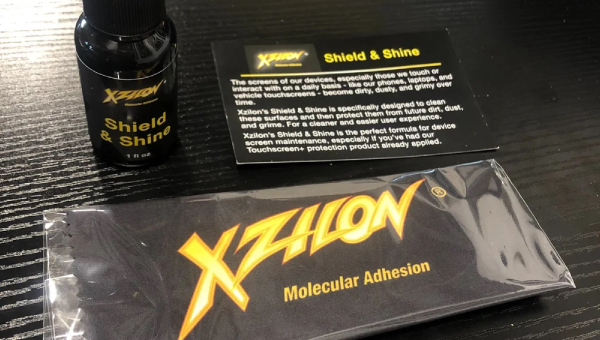 XZILON
Molecular Adhesion
Shield
& Shine
1 fl oz
XZILON
Molecular Adhesion
Shield & Shine
The screens of our devices, especially those we touch or
interact with on a daily basis - like our phones, laptops, and
vehicle touchscreens - become dirty, dusty, and grimy over
time.
Xzilon's Shield & Shine is specifically designed to clean
these surfaces and then protect them from future dirt, dust,
and grime. For a cleaner and easier user experience.
Xzilon's Shield & Shine is the perfect formula for device
screen maintenance, especially if you've had our
Touchscreen+ protection product already applied.
XZILON®
Molecular Adhesion